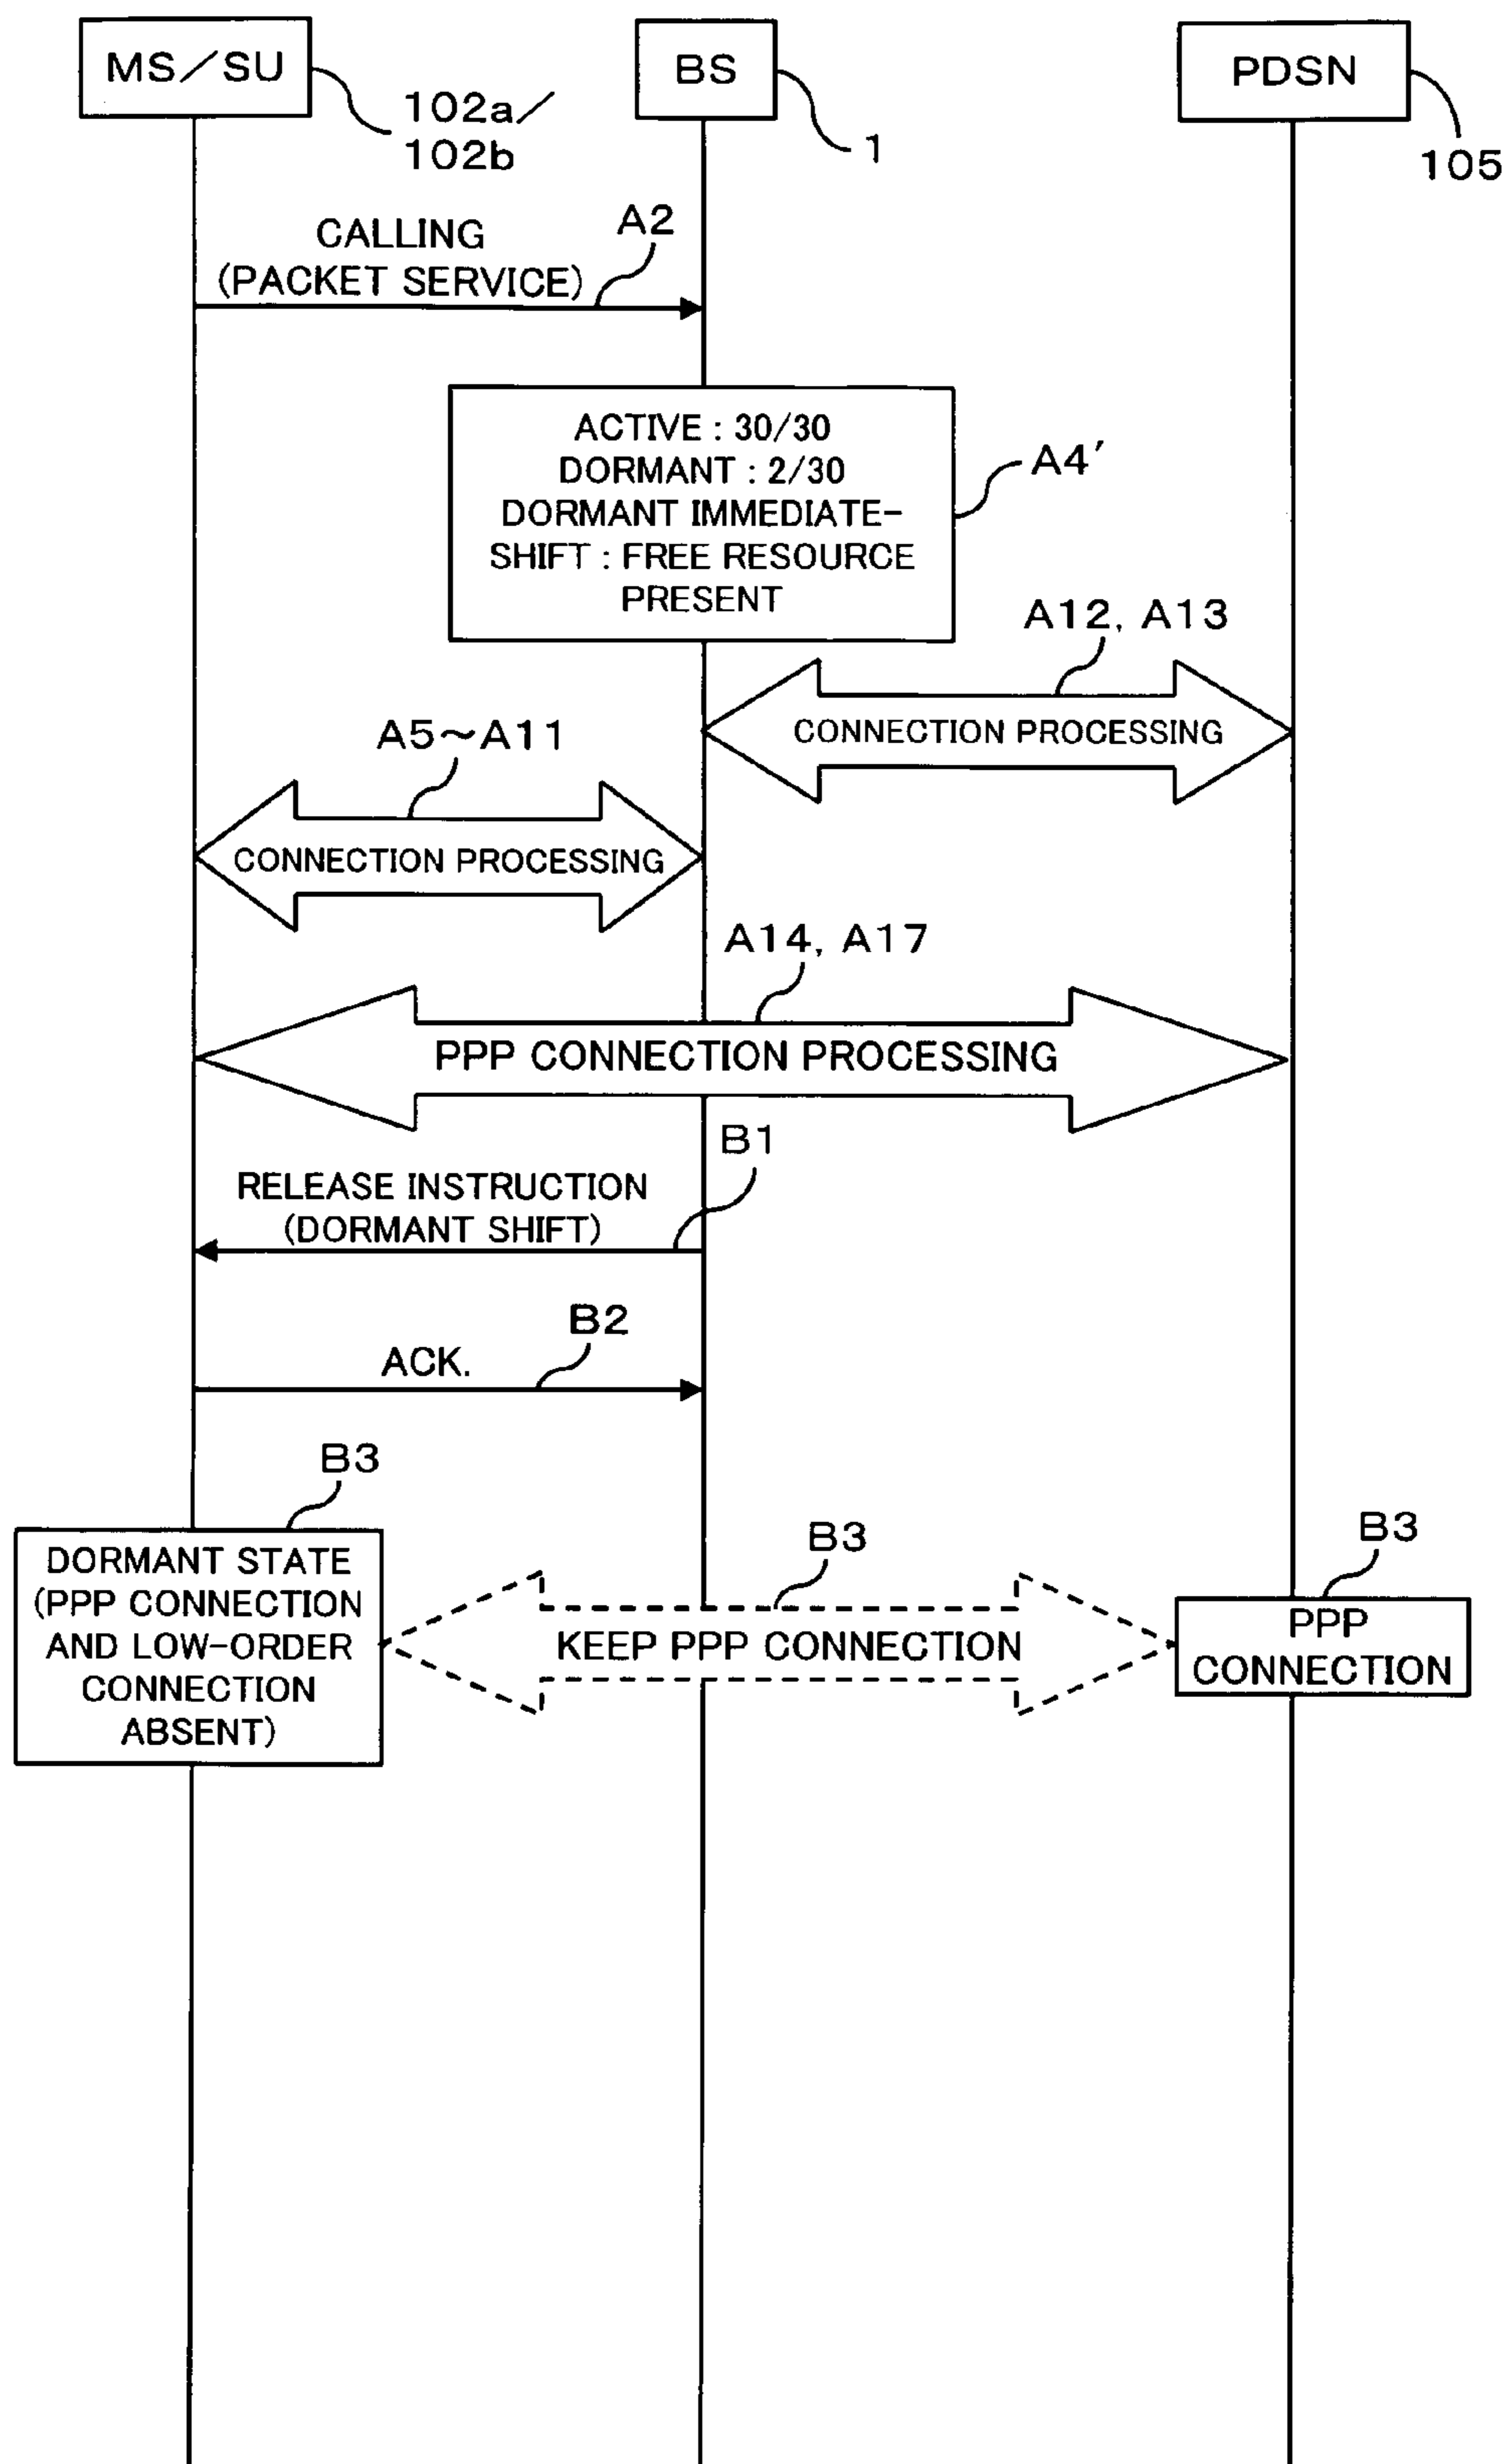 MS／SU
BS
PDSN
102a／
102b
1
105
CALLING
(PACKET SERVICE)
A2
ACTIVE : 30/30
DORMANT : 2/30
DORMANT IMMEDIATE-
SHIFT : FREE RESOURCE
PRESENT
A4′
A12, A13
CONNECTION PROCESSING
A5～A11
CONNECTION PROCESSING
A14, A17
PPP CONNECTION PROCESSING
B1
RELEASE INSTRUCTION
(DORMANT SHIFT)
B2
ACK.
B3
DORMANT STATE
(PPP CONNECTION
AND LOW-ORDER
CONNECTION
ABSENT)
B3
KEEP PPP CONNECTION
B3
PPP
CONNECTION